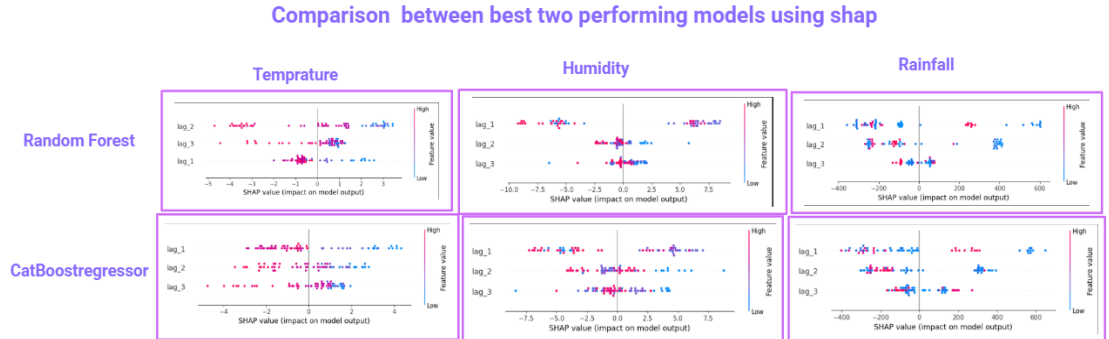 Comparison between best two performing models using shap
Temprature
Humidity
Rainfall
Random Forest
High
lag_2
lag_3
lag_1
Low
Feature value
−5 −4 −3 −2 −1 0 1 2 3
SHAP value (impact on model output)
High
lag_1
lag_2
lag_3
Low
Feature value
−10.0 −7.5 −5.0 −2.5 0.0 2.5 5.0 7.5
SHAP value (impact on model output)
High
lag_1
lag_2
lag_3
Low
Feature value
−400 −200 0 200 400 600
SHAP value (impact on model output)
CatBoostregressor
High
lag_1
lag_2
lag_3
Low
Feature value
−4 −2 0 2 4
SHAP value (impact on model output)
High
lag_1
lag_2
lag_3
Low
Feature value
−7.5 −5.0 −2.5 0.0 2.5 5.0 7.5
SHAP value (impact on model output)
High
lag_1
lag_2
lag_3
Low
Feature value
−400 −200 0 200 400 600
SHAP value (impact on model output)